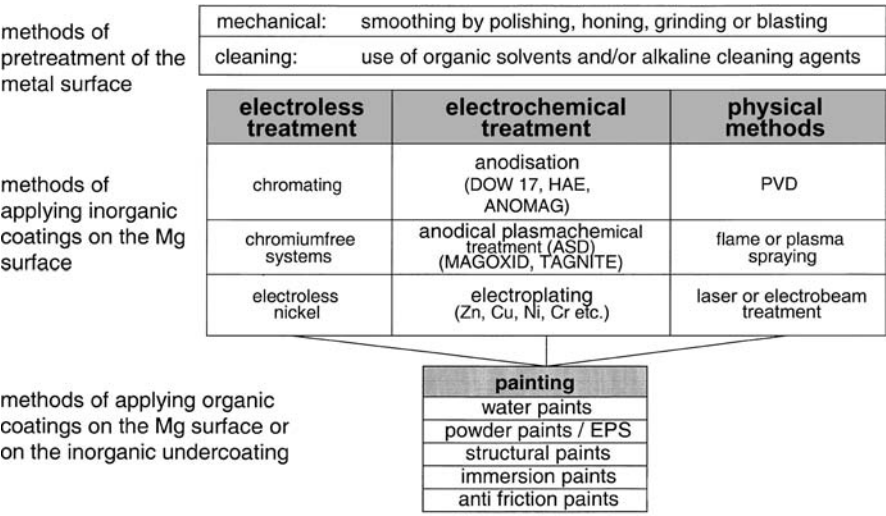 methods of
pretreatment of the
metal surface
mechanical: smoothing by polishing, honing, grinding or blasting
cleaning: use of organic solvents and/or alkaline cleaning agents
methods of
applying inorganic
coatings on the Mg
surface
electroless
treatment
electrochemical
treatment
physical
methods
chromating
anodisation
(DOW 17, HAE,
ANOMAG)
PVD
chromiumfree
systems
anodical plasmachemical
treatment (ASD)
(MAGOXID, TAGNITE)
flame or plasma
spraying
electroless
nickel
electroplating
(Zn, Cu, Ni, Cr etc.)
laser or electrobeam
treatment
methods of applying organic
coatings on the Mg surface or
on the inorganic undercoating
painting
water paints
powder paints / EPS
structural paints
immersion paints
anti friction paints